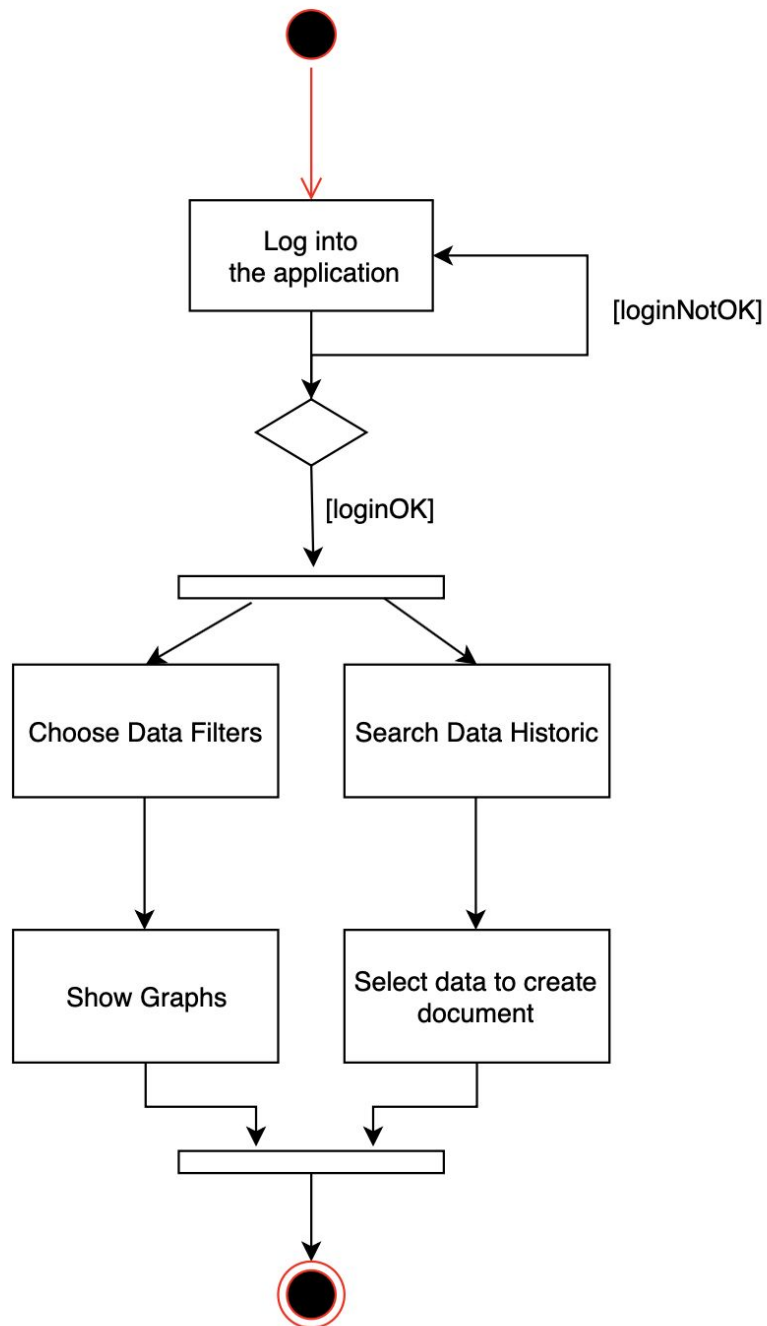 Log into
the application
[loginNotOK]
[loginOK]
Choose Data Filters
Search Data Historic
Show Graphs
Select data to create
document